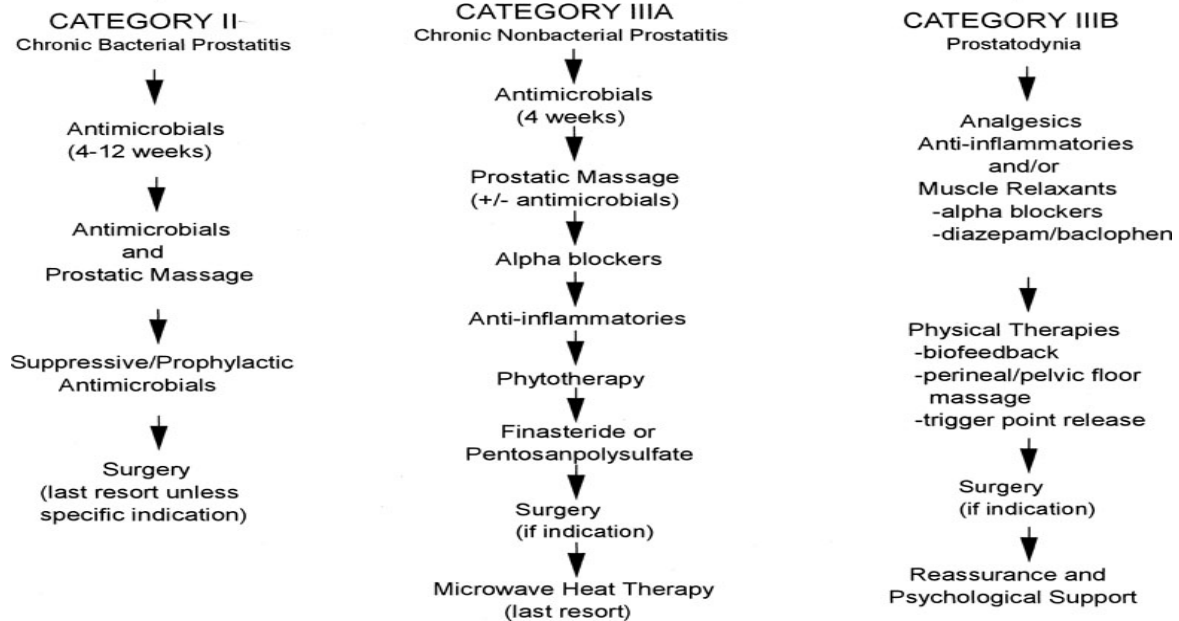 CATEGORY II
Chronic Bacterial Prostatitis
Antimicrobials
(4-12 weeks)
Antimicrobials
and
Prostatic Massage
Suppressive/Prophylactic
Antimicrobials
Surgery
(last resort unless
specific indication)
CATEGORY IIIA
Chronic Nonbacterial Prostatitis
Antimicrobials
(4 weeks)
Prostatic Massage
(+/- antimicrobials)
Alpha blockers
Anti-inflammatories
Phytotherapy
Finasteride or
Pentosanpolysulfate
Surgery
(if indication)
Microwave Heat Therapy
(last resort)
CATEGORY IIIB
Prostatodynia
Analgesics
Anti-inflammatories
and/or
Muscle Relaxants
-alpha blockers
-diazepam/baclophen
Physical Therapies
-biofeedback
-perineal/pelvic floor
massage
-trigger point release
Surgery
(if indication)
Reassurance and
Psychological Support